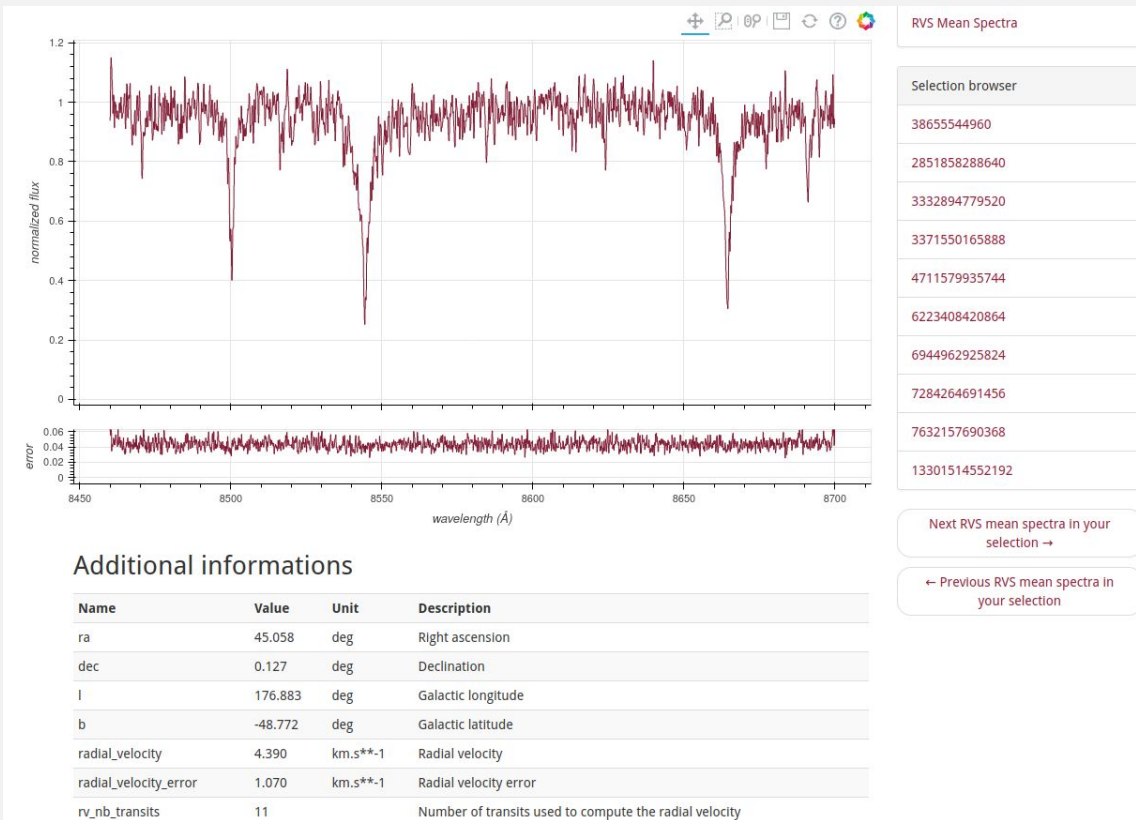 1.2
1
0.8
0.6
0.4
0.2
0
normalized flux
0.06
0.04
0.02
0
error
8450 8500 8550 8600 8650 8700
wavelength (Å)
Additional informations
Name Value Unit Description
ra 45.058 deg Right ascension
dec 0.127 deg Declination
l 176.883 deg Galactic longitude
b -48.772 deg Galactic latitude
radial_velocity 4.390 km.s**-1 Radial velocity
radial_velocity_error 1.070 km.s**-1 Radial velocity error
rv_nb_transits 11 Number of transits used to compute the radial velocity
RVS Mean Spectra
Selection browser
38655544960
2851858288640
3332894779520
3371550165888
4711579935744
6223408420864
6944962925824
7284264691456
7632157690368
13301514552192
Next RVS mean spectra in your
selection →
← Previous RVS mean spectra in
your selection